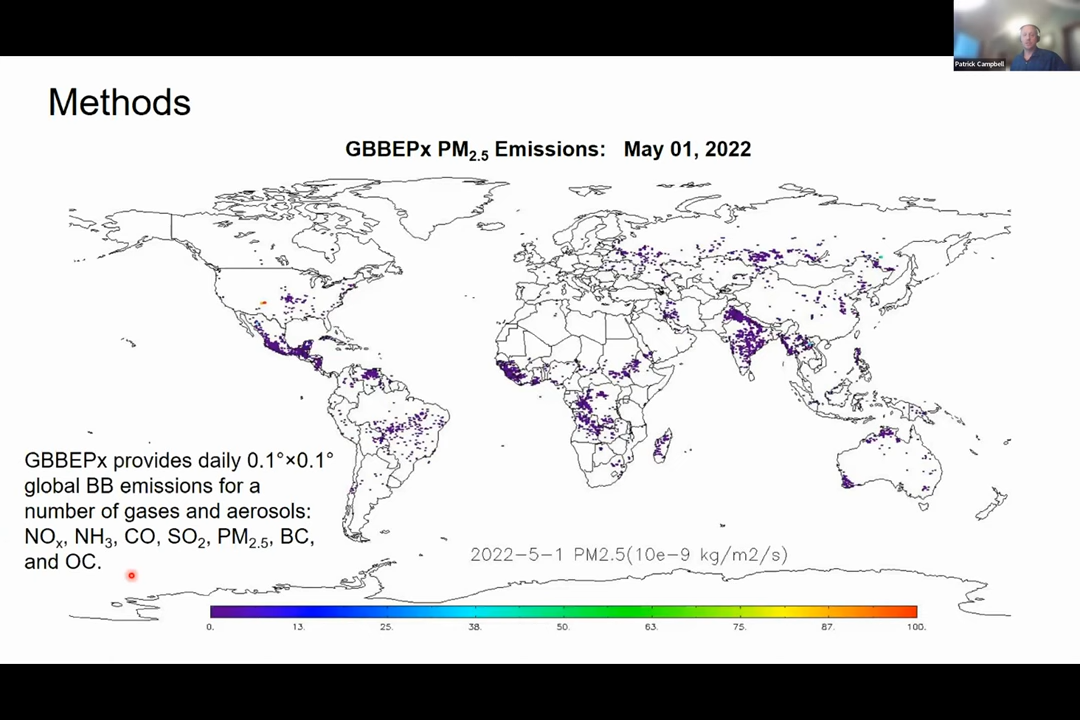 Patrick Campbell
Methods
GBBEPx PM2.5 Emissions: May 01, 2022
GBBEPx provides daily 0.1°×0.1°
global BB emissions for a
number of gases and aerosols:
NOx, NH3, CO, SO2, PM2.5, BC,
and OC.
2022-5-1 PM2.5(10e-9 kg/m2/s)
0. 13. 25. 38. 50. 63. 75. 87. 100.